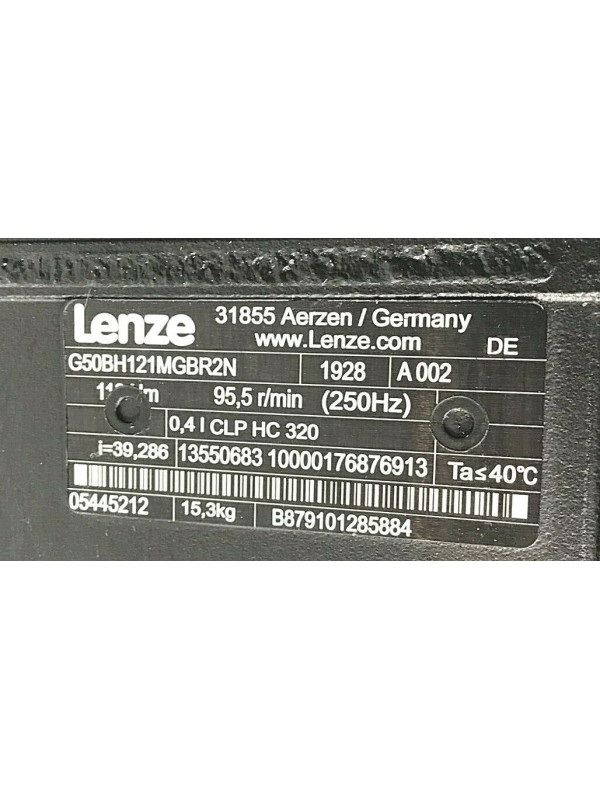 Lenze 31855 Aerzen / Germany
www.Lenze.com DE
G50BH121MGBR2N 1928 A 002
95,5 r/min (250Hz)
0,4 l CLP HC 320
i=39,286 13550683 10000176876913 Ta≤40°C
05445212 15,3kg B879101285884